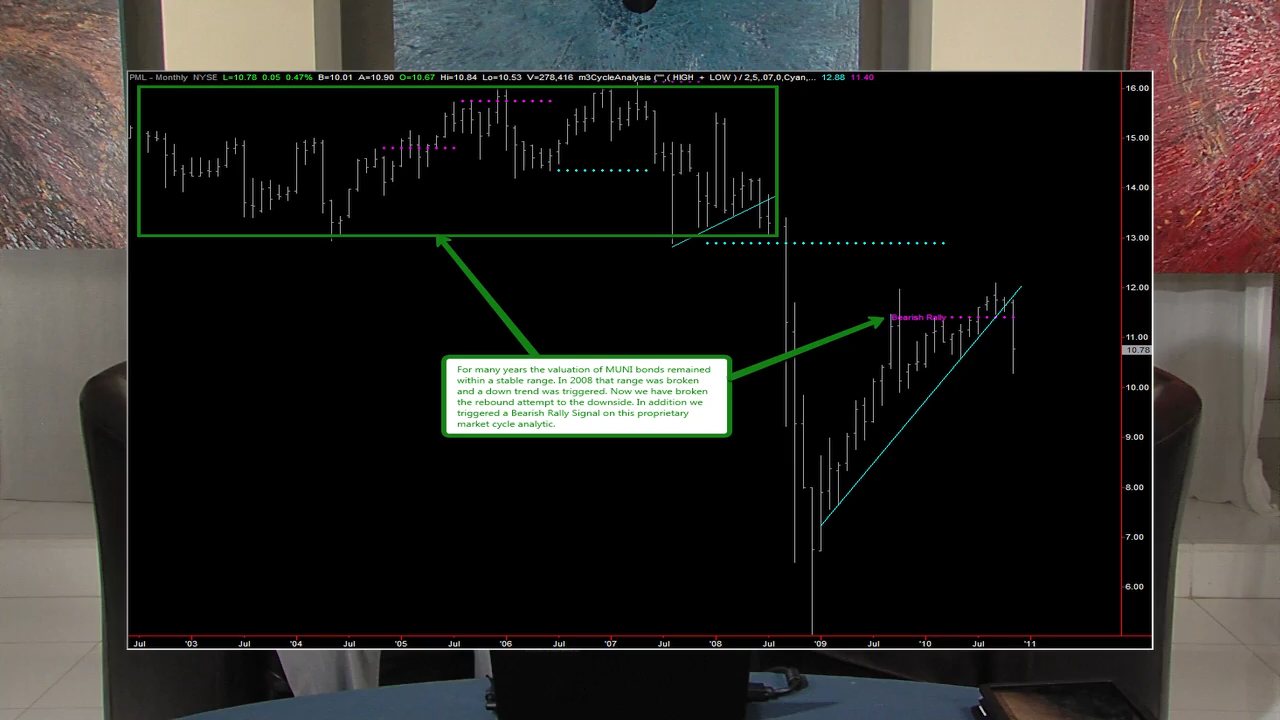 PML - Monthly NYSE L=10.78 0.05 0.47% B=10.01 A=10.90 O=10.67 Hi=10.84 Lo=10.53 V=278,416 m3CycleAnalysis ("",( HIGH + LOW ) / 2,5,.07,0,Cyan,... 12.88 11.40
16.00
15.00
14.00
13.00
12.00
Bearish Rally
11.00
10.78
10.00
For many years the valuation of MUNI bonds remained
within a stable range. In 2008 that range was broken
and a down trend was triggered. Now we have broken
the rebound attempt to the downside. In addition we
triggered a Bearish Rally Signal on this proprietary
market cycle analytic.
9.00
8.00
7.00
6.00
Jul '03 Jul '04 Jul '05 Jul '06 Jul '07 Jul '08 Jul '09 Jul '10 Jul '11